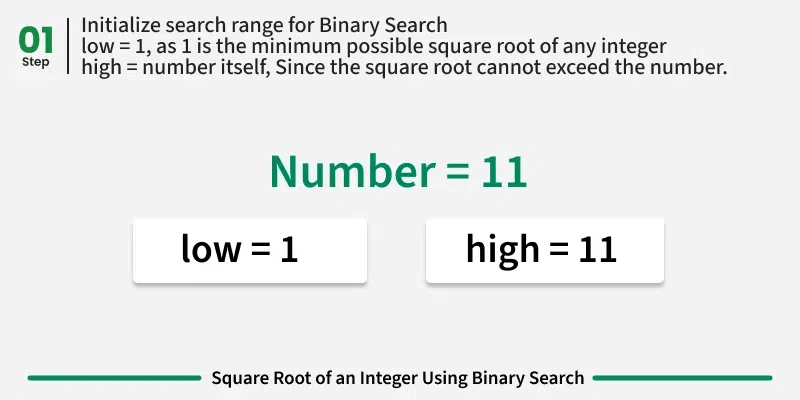 01
Step
Initialize search range for Binary Search
low = 1, as 1 is the minimum possible square root of any integer
high = number itself, Since the square root cannot exceed the number.
Number = 11
low = 1
high = 11
Square Root of an Integer Using Binary Search